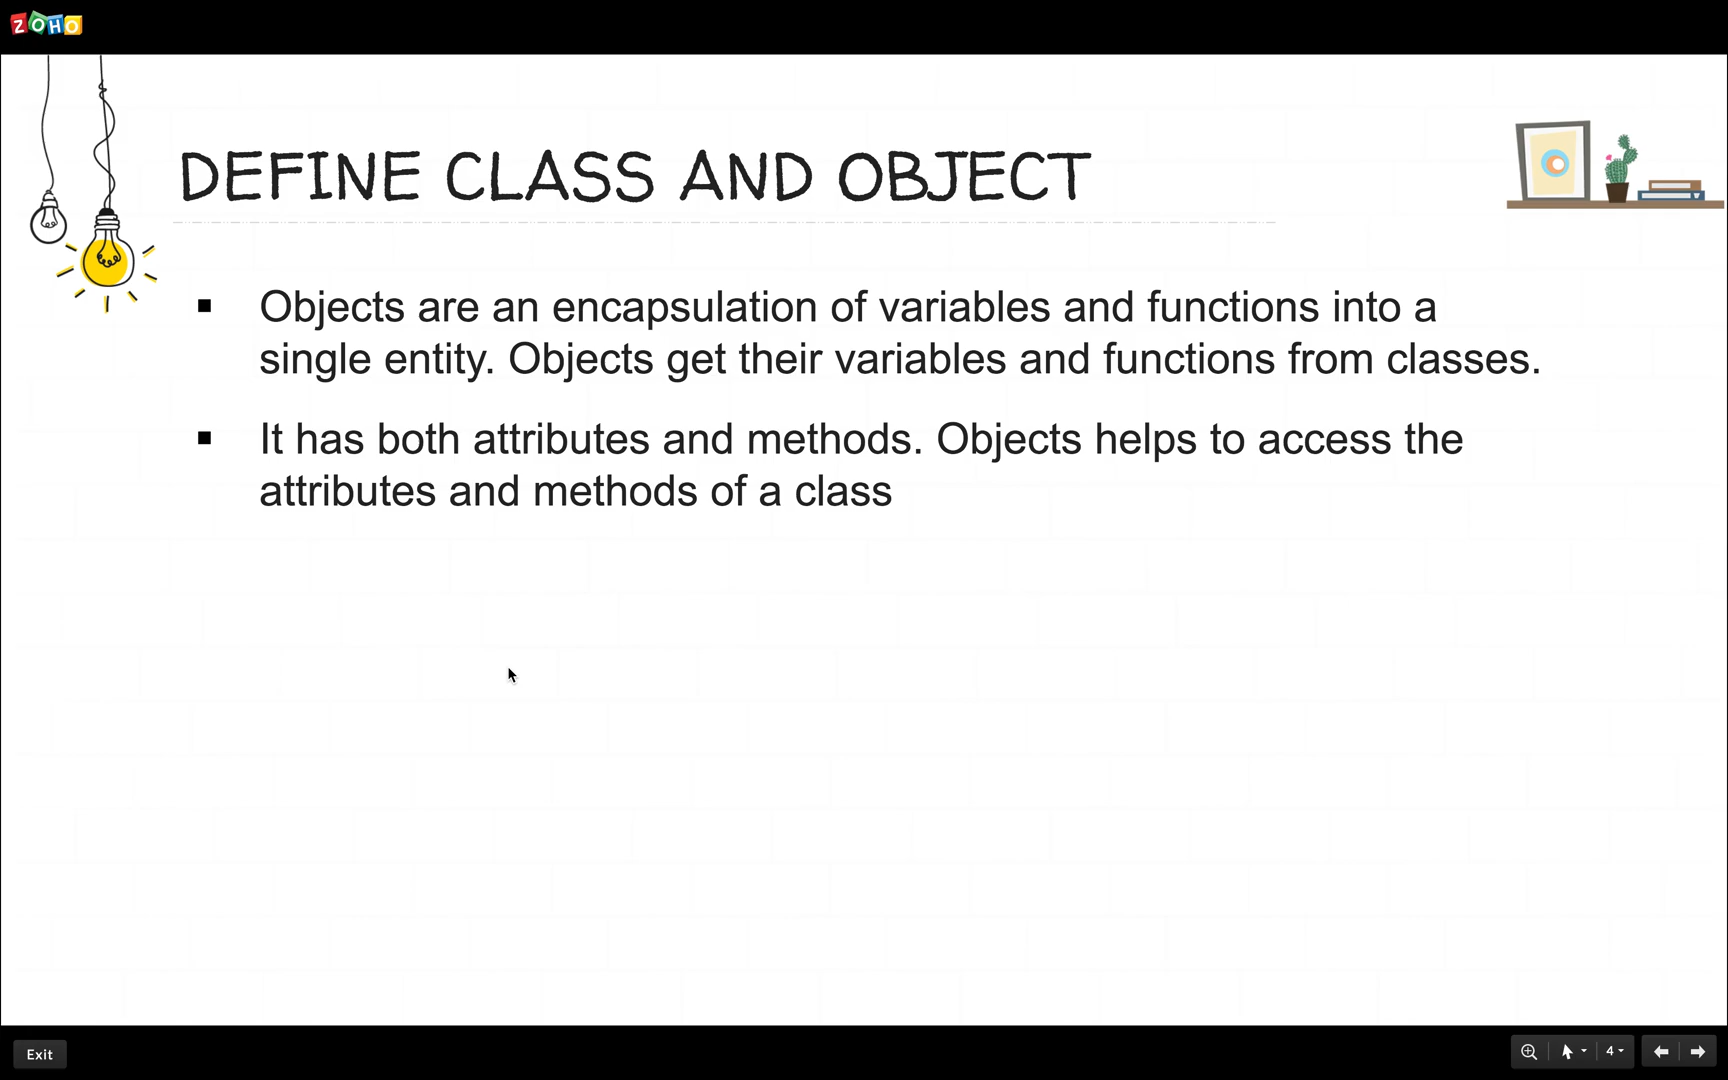 ZOHO
DEFINE CLASS AND OBJECT
▪ Objects are an encapsulation of variables and functions into a
single entity. Objects get their variables and functions from classes.
▪ It has both attributes and methods. Objects helps to access the
attributes and methods of a class
Exit
4